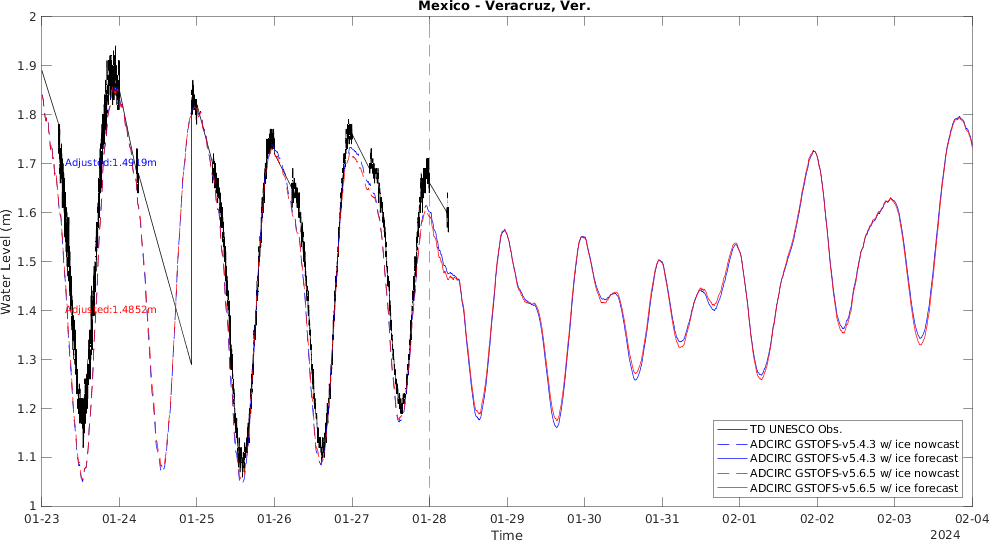 Mexico - Veracruz, Ver.
2
1.9
1.8
1.7
1.6
1.5
1.4
1.3
1.2
1.1
1
Water Level (m)
Adjusted:1.4919m
Adjusted:1.4852m
TD UNESCO Obs.
ADCIRC GSTOFS-v5.4.3 w/ ice nowcast
ADCIRC GSTOFS-v5.4.3 w/ ice forecast
ADCIRC GSTOFS-v5.6.5 w/ ice nowcast
ADCIRC GSTOFS-v5.6.5 w/ ice forecast
01-23 01-24 01-25 01-26 01-27 01-28 01-29 01-30 01-31 02-01 02-02 02-03 02-04
Time
2024